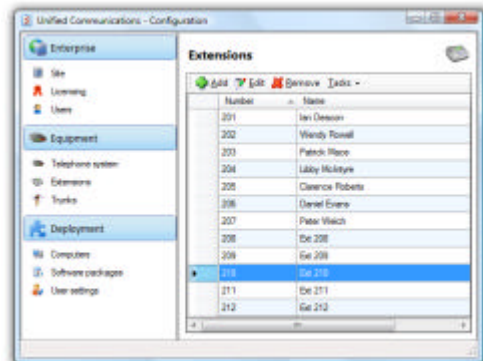 Unified Communications - Configuration
Enterprise
Site
Licensing
Users
Equipment
Telephone system
Extensions
Trunks
Deployment
Computers
Software packages
User settings
Extensions
Add Edit Remove Tasks
Number Name
201 Ian Deacon
202 Wendy Rowell
203 Patrick Mace
204 Libby McIntyre
205 Clarence Roberts
206 Daniel Evans
207 Peter Welch
208 Ext 208
209 Ext 209
210 Ext 210
211 Ext 211
212 Ext 212